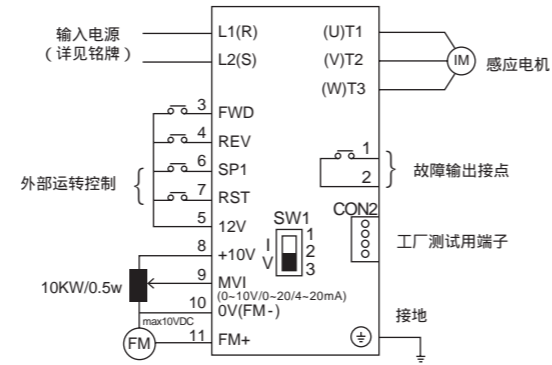 输入电源
（详见铭牌）
L1(R)
L2(S)
(U)T1
(V)T2
(W)T3
IM
感应电机
外部运转控制
3 FWD
4 REV
6 SP1
7 RST
5 12V
1
2
故障输出接点
SW1
I
V
1
2
3
CON2
工厂测试用端子
8 +10V
10KW/0.5w
9 MVI
(0~10V/0~20/4~20mA)
10 0V(FM-)
max10VDC
FM
11 FM+
接地